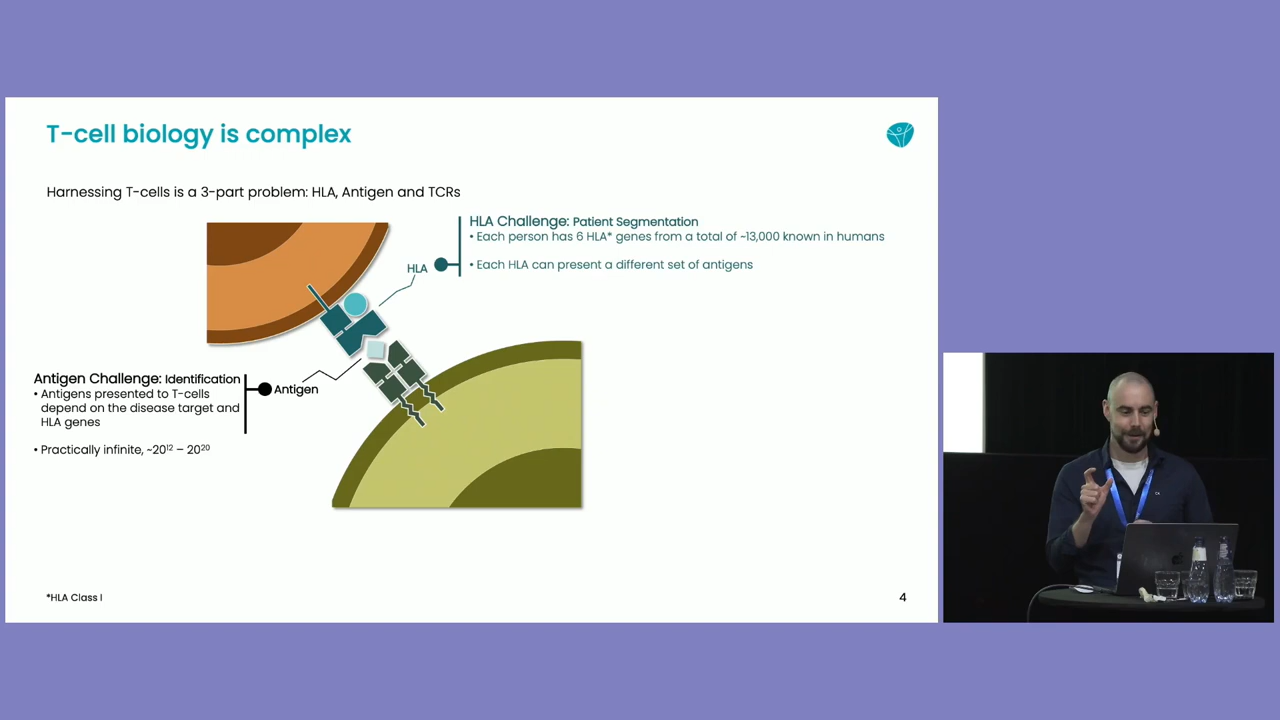 T-cell biology is complex
Harnessing T-cells is a 3-part problem: HLA, Antigen and TCRs
HLA Challenge: Patient Segmentation
• Each person has 6 HLA* genes from a total of ~13,000 known in humans
• Each HLA can present a different set of antigens
HLA
Antigen Challenge: Identification
• Antigens presented to T-cells
depend on the disease target and
HLA genes
• Practically infinite, ~20¹² – 20²⁰
Antigen
*HLA Class I
4